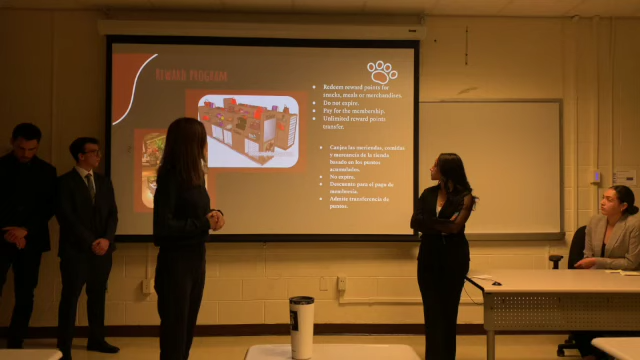 REWARD PROGRAM
Redeem reward points for
snacks, meals or merchandises.
Do not expire.
Pay for the membership.
Unlimited reward points
transfer.
Canjea las meriendas, comidas
y mercancía de la tienda
basado en los puntos
acumulados.
No expira.
Descuento para el pago de
membresía.
Admite transferencia de
puntos.